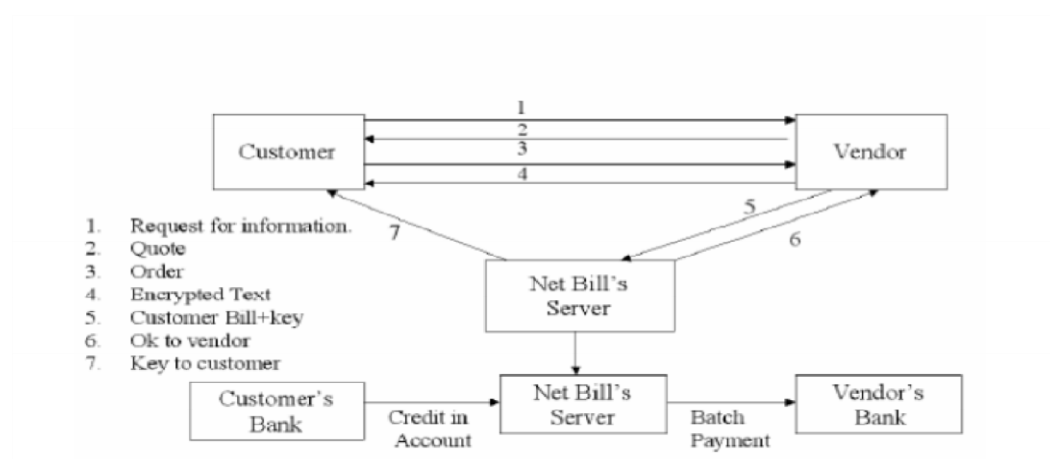 1
2
3
4
Customer
Vendor
5
6
7
1. Request for information.
2. Quote
3. Order
4. Encrypted Text
5. Customer Bill+key
6. Ok to vendor
7. Key to customer
Net Bill's
Server
Customer's
Bank
Credit in
Account
Net Bill's
Server
Batch
Payment
Vendor's
Bank